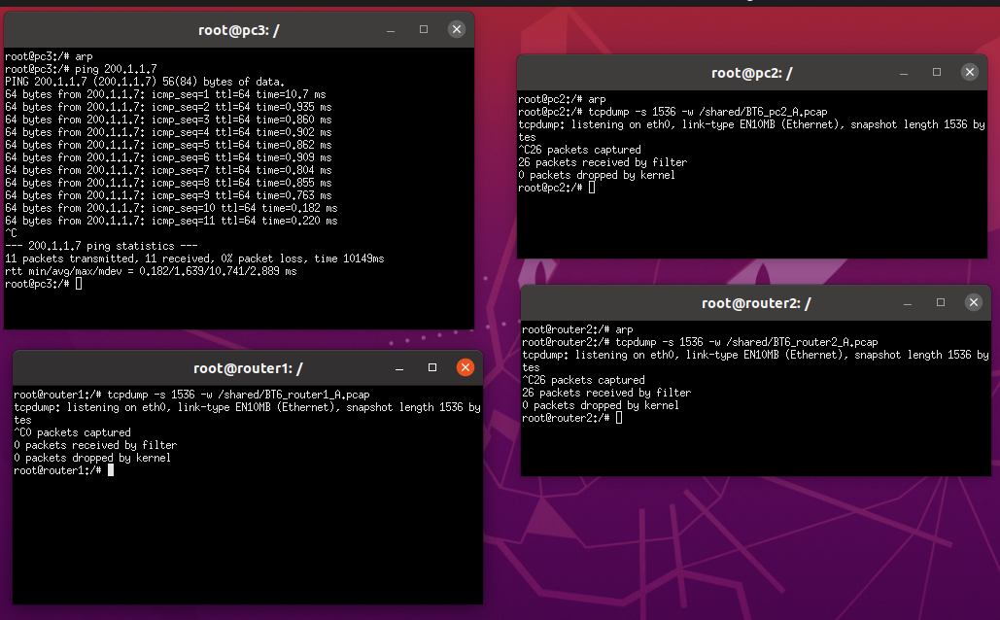 root@pc3: /
root@pc3:/# arp
root@pc3:/# ping 200.1.1.7
PING 200.1.1.7 (200.1.1.7) 56(84) bytes of data.
64 bytes from 200.1.1.7: icmp_seq=1 ttl=64 time=10.7 ms
64 bytes from 200.1.1.7: icmp_seq=2 ttl=64 time=0.935 ms
64 bytes from 200.1.1.7: icmp_seq=3 ttl=64 time=0.860 ms
64 bytes from 200.1.1.7: icmp_seq=4 ttl=64 time=0.902 ms
64 bytes from 200.1.1.7: icmp_seq=5 ttl=64 time=0.862 ms
64 bytes from 200.1.1.7: icmp_seq=6 ttl=64 time=0.909 ms
64 bytes from 200.1.1.7: icmp_seq=7 ttl=64 time=0.804 ms
64 bytes from 200.1.1.7: icmp_seq=8 ttl=64 time=0.855 ms
64 bytes from 200.1.1.7: icmp_seq=9 ttl=64 time=0.763 ms
64 bytes from 200.1.1.7: icmp_seq=10 ttl=64 time=0.182 ms
64 bytes from 200.1.1.7: icmp_seq=11 ttl=64 time=0.220 ms
^C
--- 200.1.1.7 ping statistics ---
11 packets transmitted, 11 received, 0% packet loss, time 10149ms
rtt min/avg/max/mdev = 0.182/1.639/10.741/2.889 ms
root@pc3:/#
root@pc2: /
root@pc2:/# arp
root@pc2:/# tcpdump -s 1536 -w /shared/BT6_pc2_A.pcap
tcpdump: listening on eth0, link-type EN10MB (Ethernet), snapshot length 1536 by
tes
^C26 packets captured
26 packets received by filter
0 packets dropped by kernel
root@pc2:/#
root@router2: /
root@router2:/# arp
root@router2:/# tcpdump -s 1536 -w /shared/BT6_router2_A.pcap
tcpdump: listening on eth0, link-type EN10MB (Ethernet), snapshot length 1536 by
tes
^C26 packets captured
26 packets received by filter
0 packets dropped by kernel
root@router2:/#
root@router1: /
root@router1:/# tcpdump -s 1536 -w /shared/BT6_router1_A.pcap
tcpdump: listening on eth0, link-type EN10MB (Ethernet), snapshot length 1536 by
tes
^C0 packets captured
0 packets received by filter
0 packets dropped by kernel
root@router1:/#